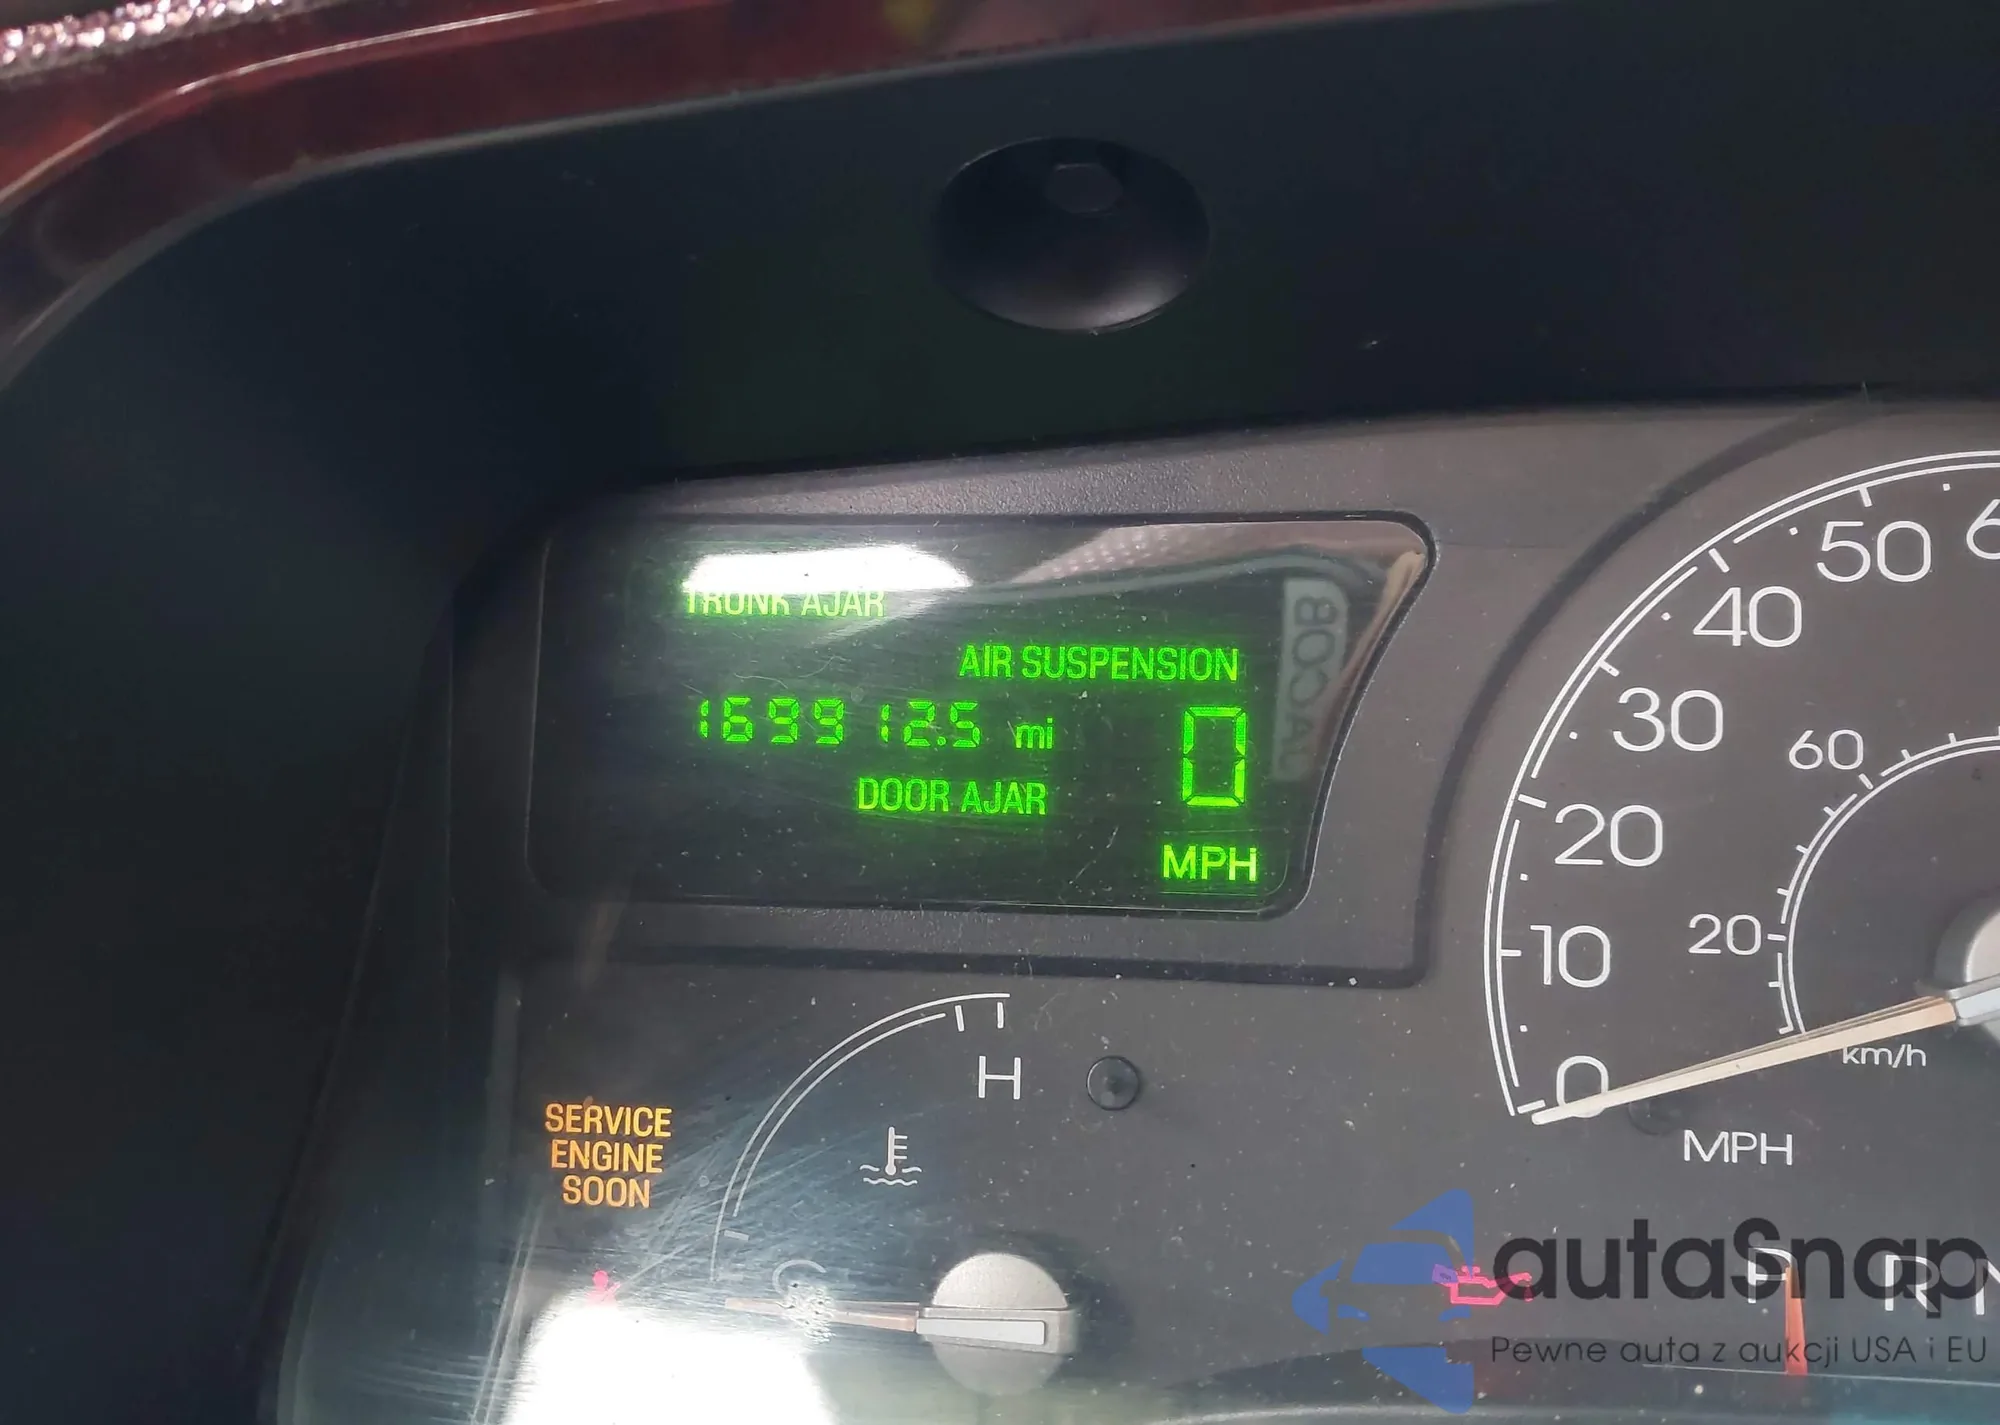 TRUNK AJAR
AIR SUSPENSION
169912.5 mi
0
DOOR AJAR
MPH
SERVICE
ENGINE
SOON
H
C
50
40
30
20
10
0
60
20
km/h
MPH
P R N
autaSnap
Pewne auta z aukcji USA i EU